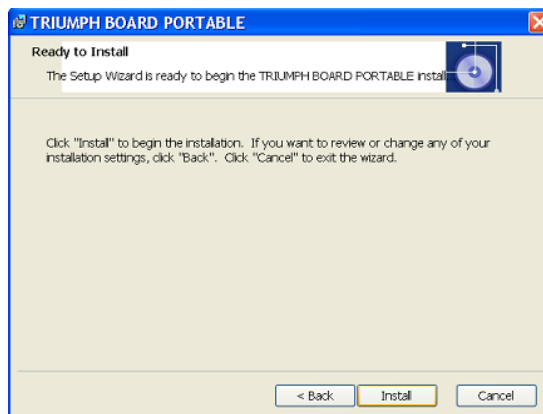 TRIUMPH BOARD PORTABLE
Ready to Install
The Setup Wizard is ready to begin the TRIUMPH BOARD PORTABLE install
Click "Install" to begin the installation. If you want to review or change any of your
installation settings, click "Back". Click "Cancel" to exit the wizard.
< Back Install Cancel